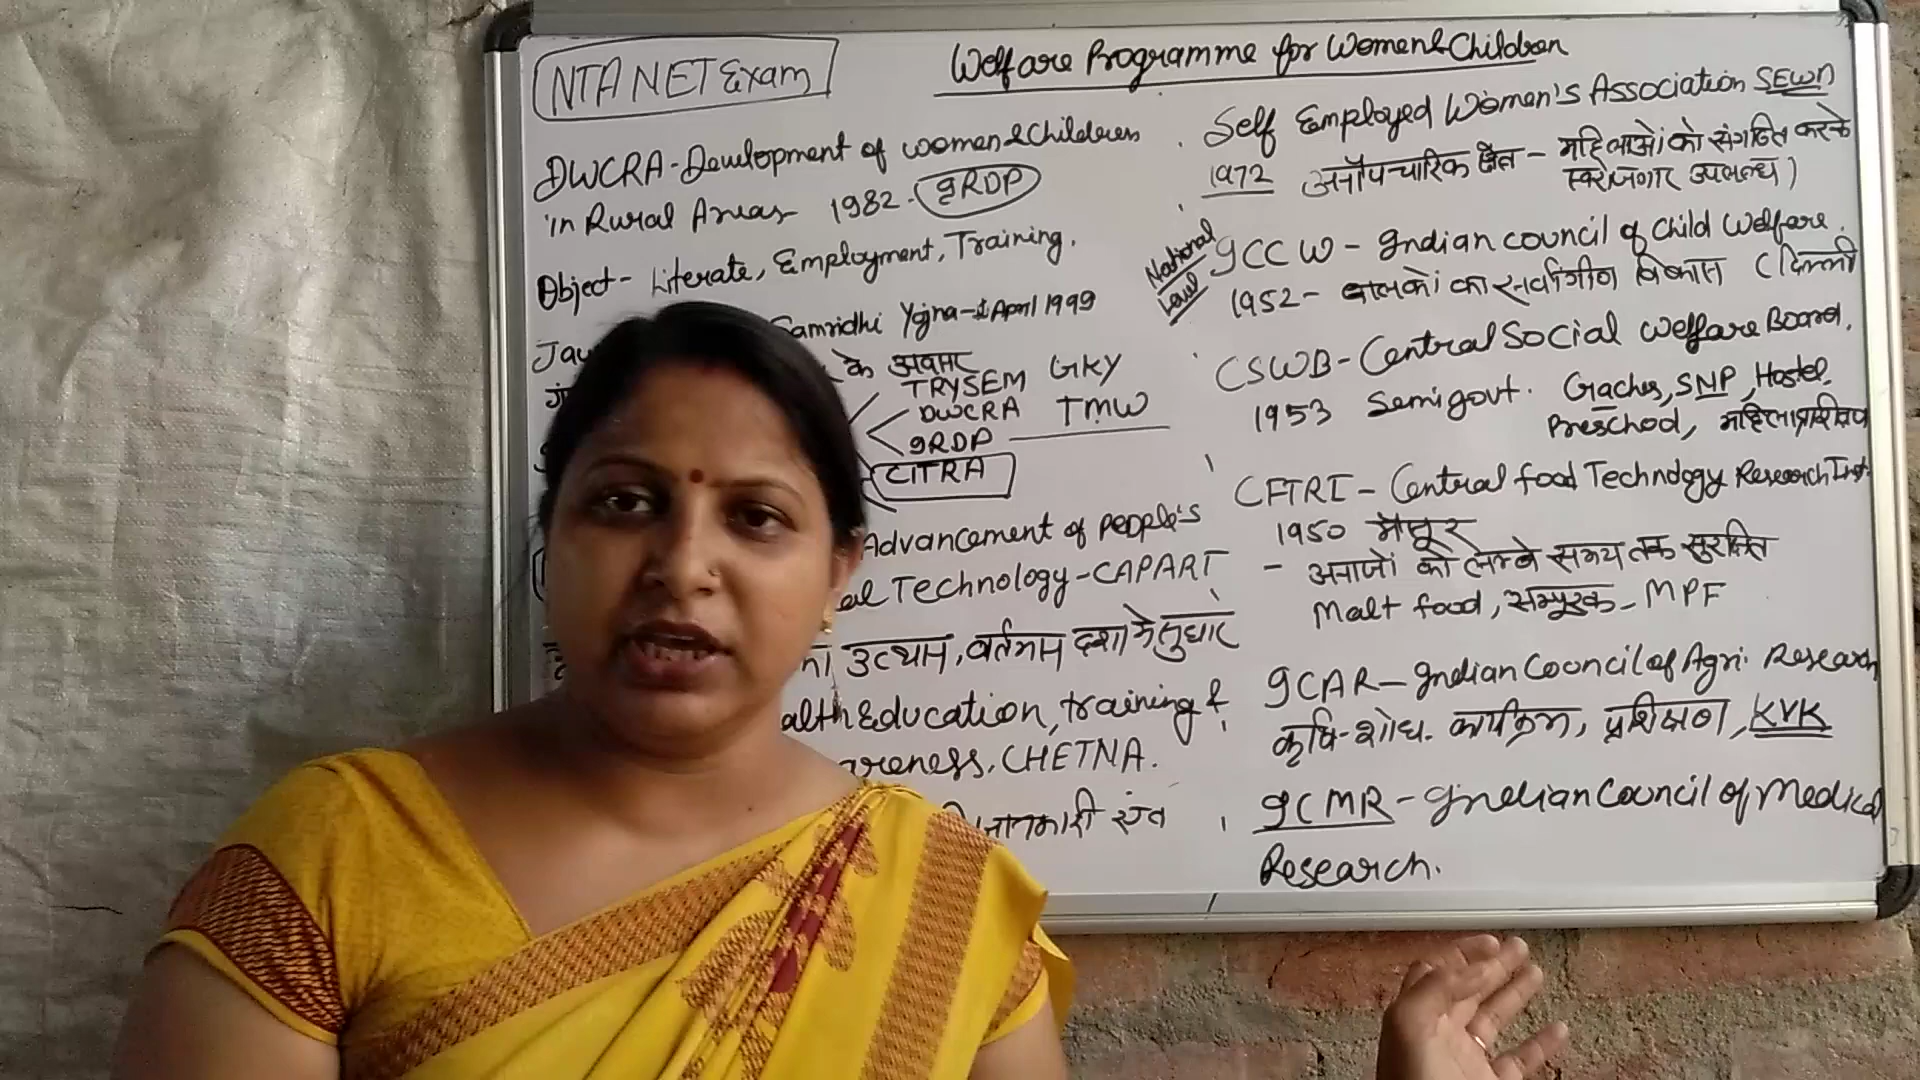 NTA NET Exam
Welfare Programme for Women & Children
DWCRA - Development of women & Childeren
in Rural Areas 1982. IRDP
Object - Literate, Employment, Training.
Samridhi Yojna - 1 April 1999
के अवसर
TRYSEM GKY
DWCRA TMW
IRDP
CITRA
Advancement of people's
Technology - CAPART
उत्थान, वर्तमान दशा में सुधार
Education, training &
CHETNA.
Self Employed Women's Association SEWA
1972 अनौपचारिक क्षेत्र - महिलाओं को संगठित करके
स्वरोजगार उपलब्ध)
National Level
ICCW - Indian council of Child Welfare.
1952 - बालकों का सर्वांगीण विकास (दिल्ली
CSWB - Central Social Welfare Board.
1953 Semigovt. Craches, SNP, Hostel.
Preschool, महिला प्रशिक्षण
CFTRI - Central food Technology Research Inst.
1950 मैसूर
- अनाजों को लम्बे समय तक सुरक्षित
Malt food, सम्पूरक - MPF
ICAR - Indian Council of Agri. Research
कृषि-शोध. कार्यक्रम, प्रशिक्षण, KVK
ICMR - Indian Council of Medical
Research.